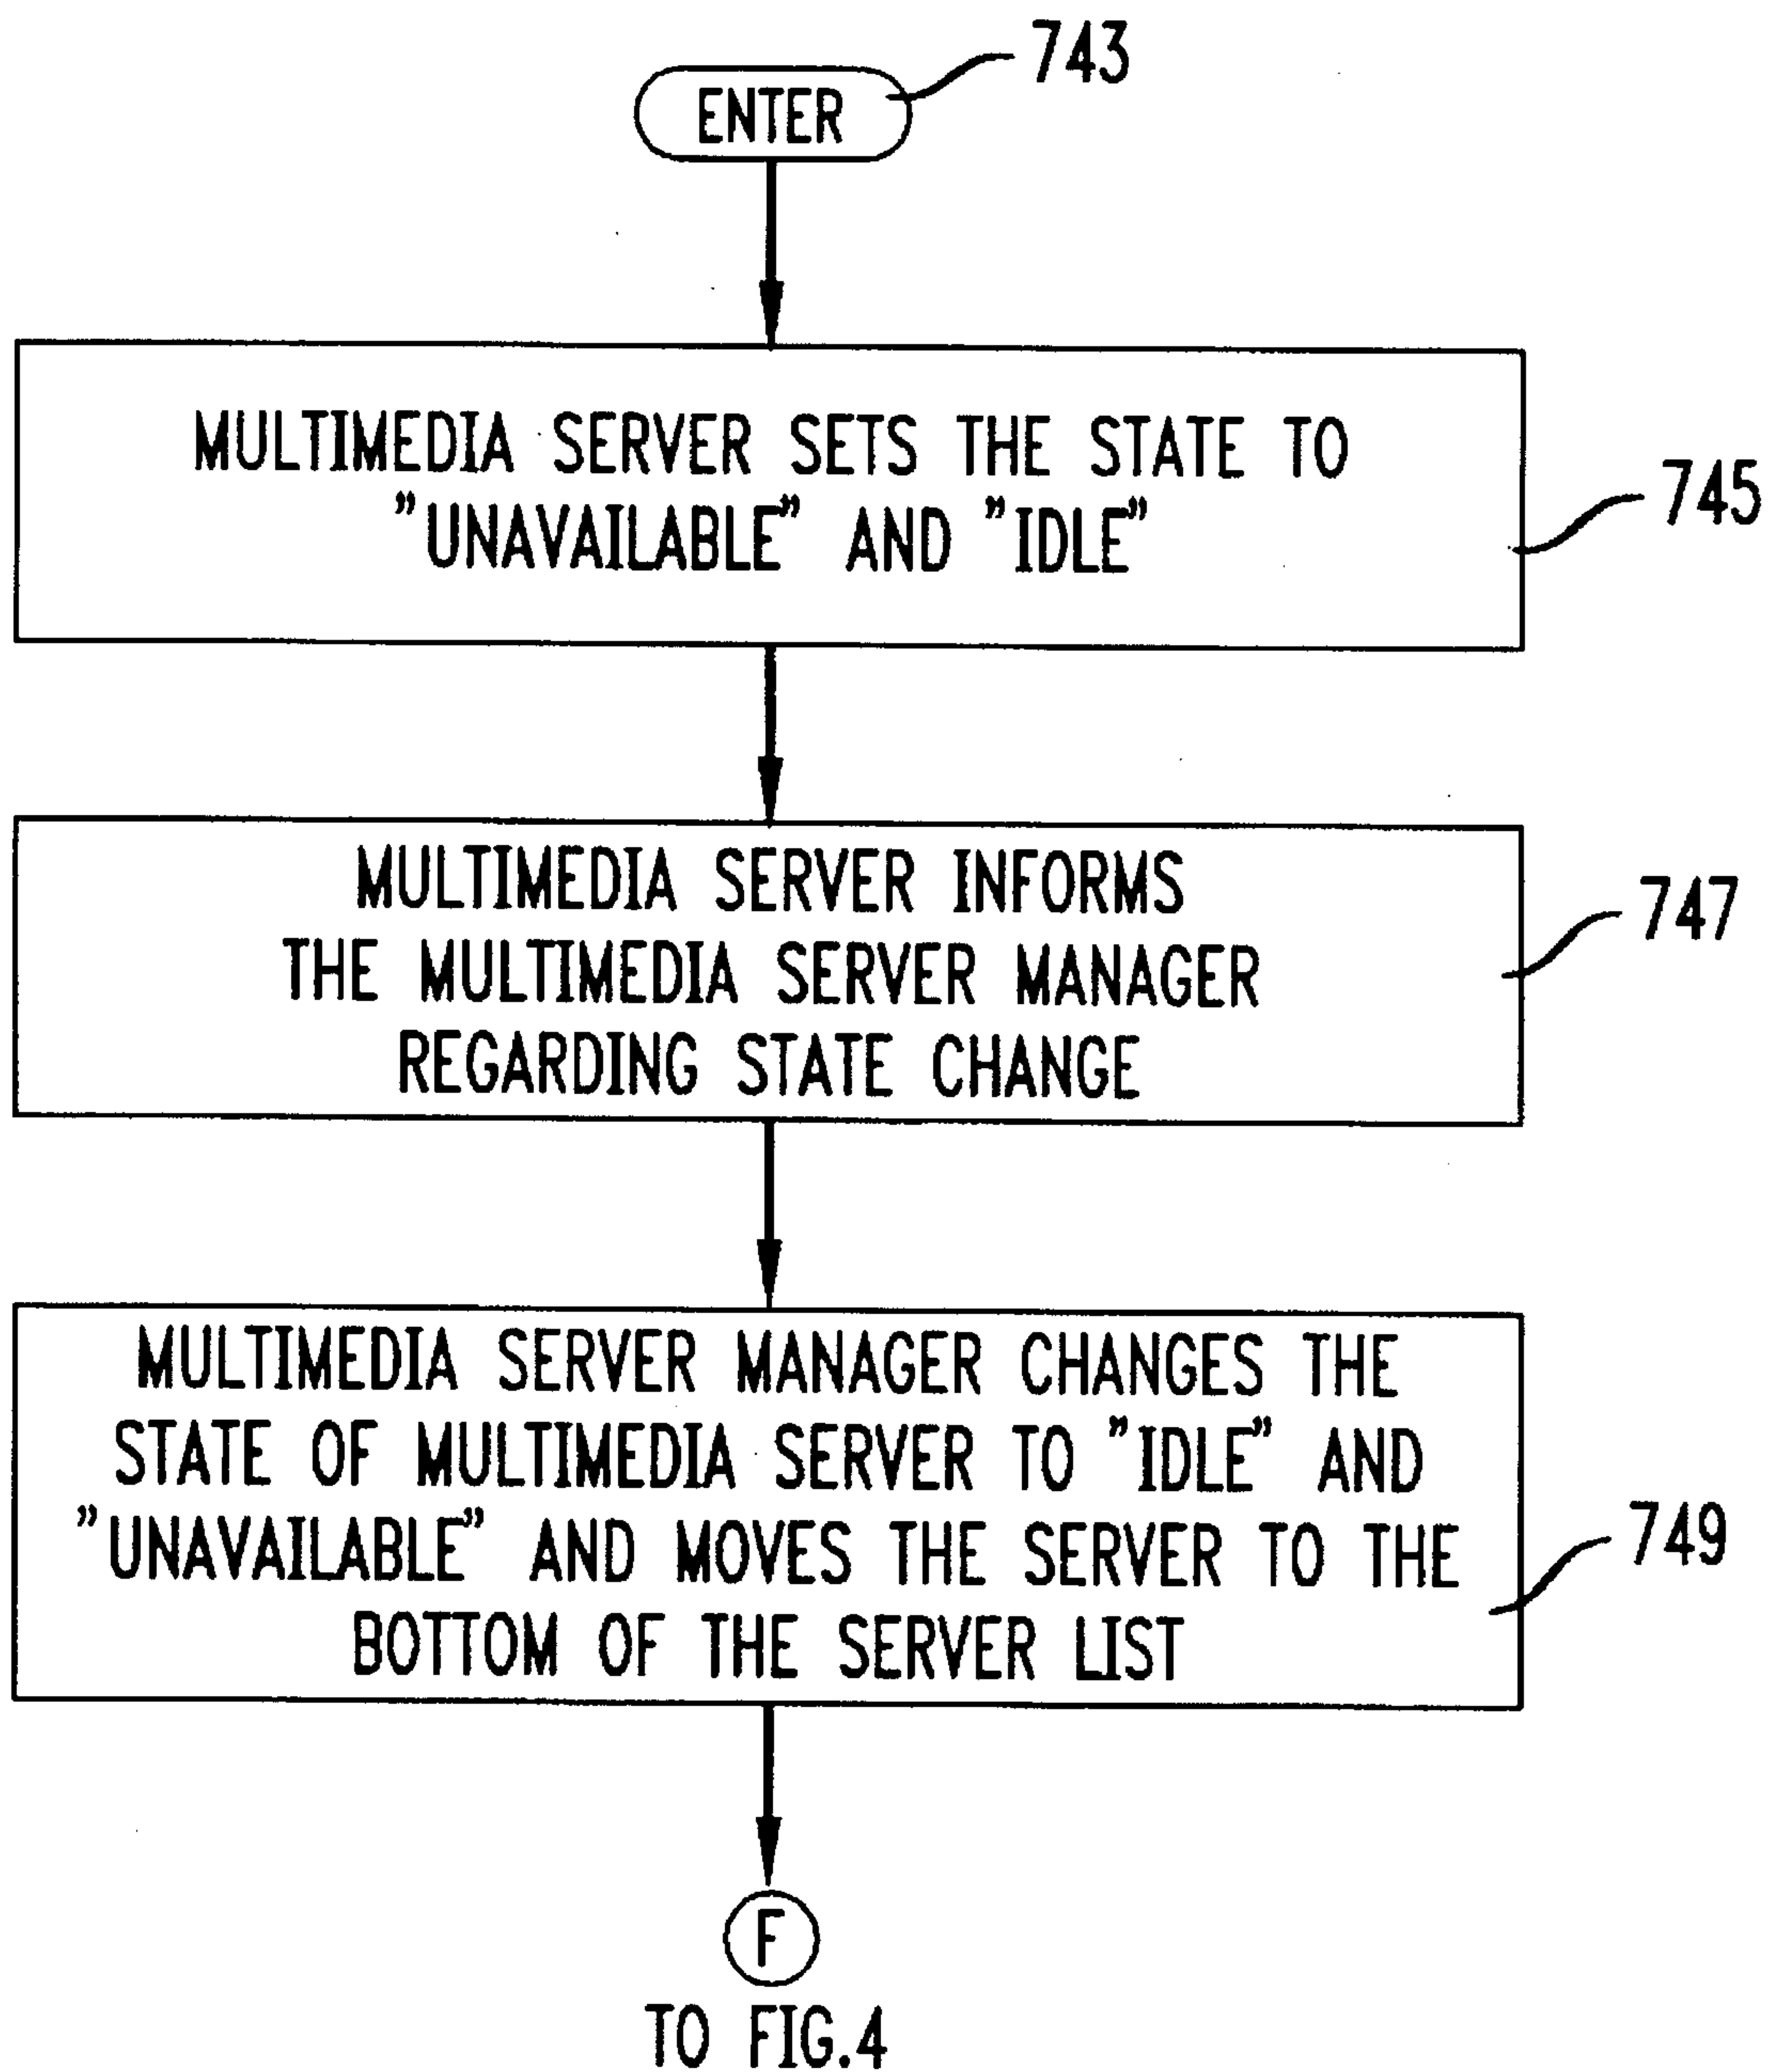 743
ENTER
MULTIMEDIA SERVER SETS THE STATE TO
"UNAVAILABLE" AND "IDLE"
745
MULTIMEDIA SERVER INFORMS
THE MULTIMEDIA SERVER MANAGER
REGARDING STATE CHANGE
747
MULTIMEDIA SERVER MANAGER CHANGES THE
STATE OF MULTIMEDIA SERVER TO "IDLE" AND
"UNAVAILABLE" AND MOVES THE SERVER TO THE
BOTTOM OF THE SERVER LIST
749
F
TO FIG.4